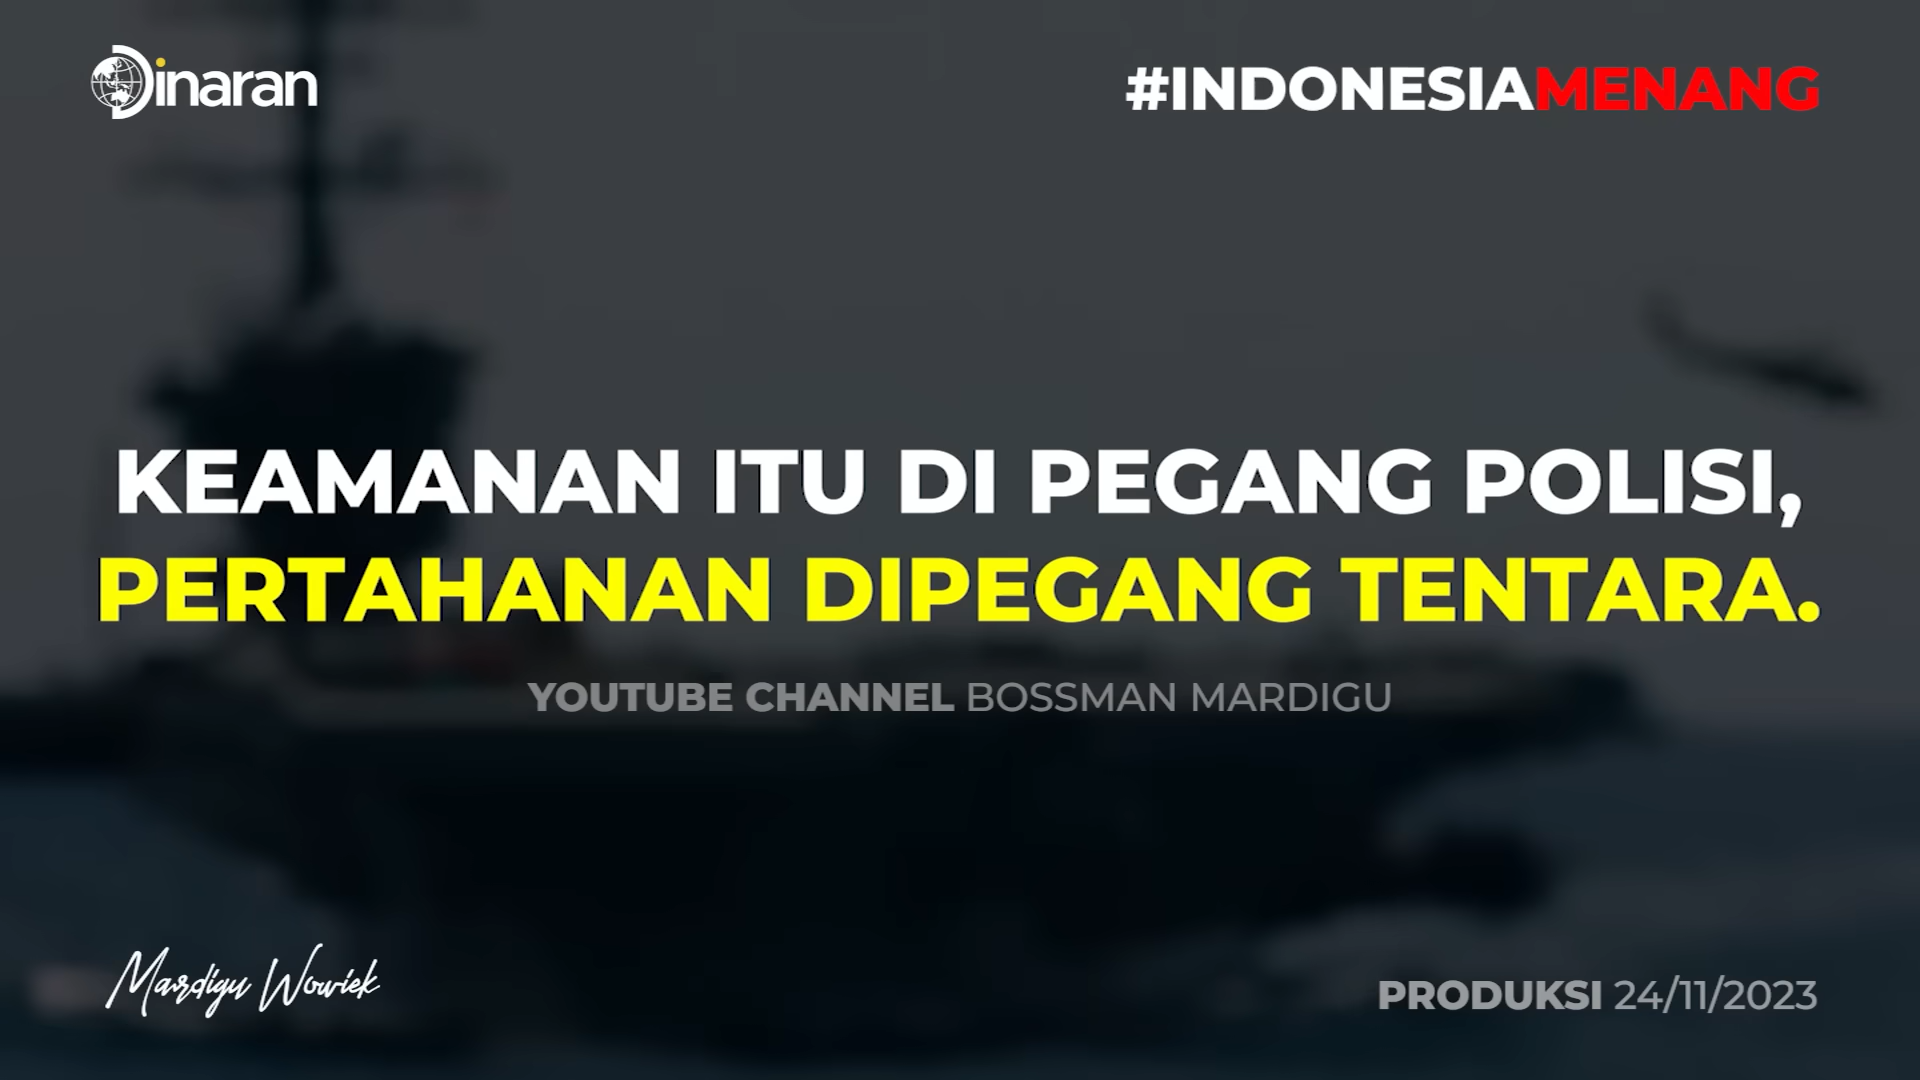 Dinaran
#INDONESIAMENANG
KEAMANAN ITU DI PEGANG POLISI,
PERTAHANAN DIPEGANG TENTARA.
YOUTUBE CHANNEL BOSSMAN MARDIGU
Mardigu Wowiek
PRODUKSI 24/11/2023